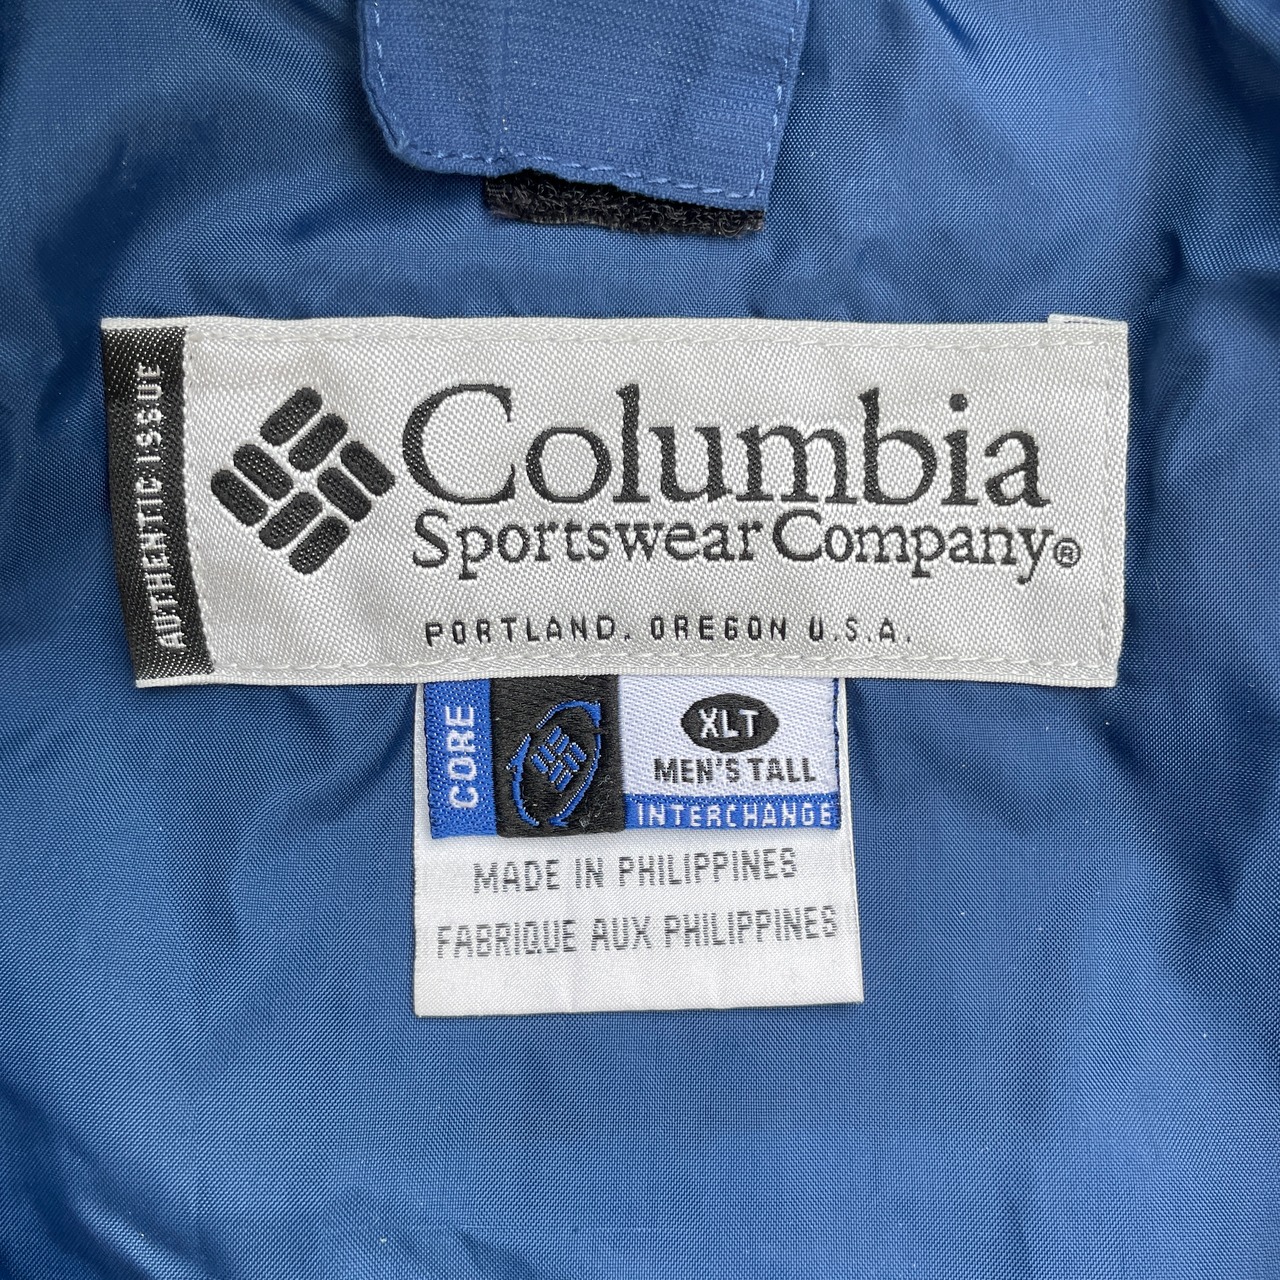 AUTHENTIC ISSUE
Columbia
Sportswear Company®
PORTLAND, OREGON U.S.A.
CORE
XLT
MEN'S TALL
INTERCHANGE
MADE IN PHILIPPINES
FABRIQUE AUX PHILIPPINES